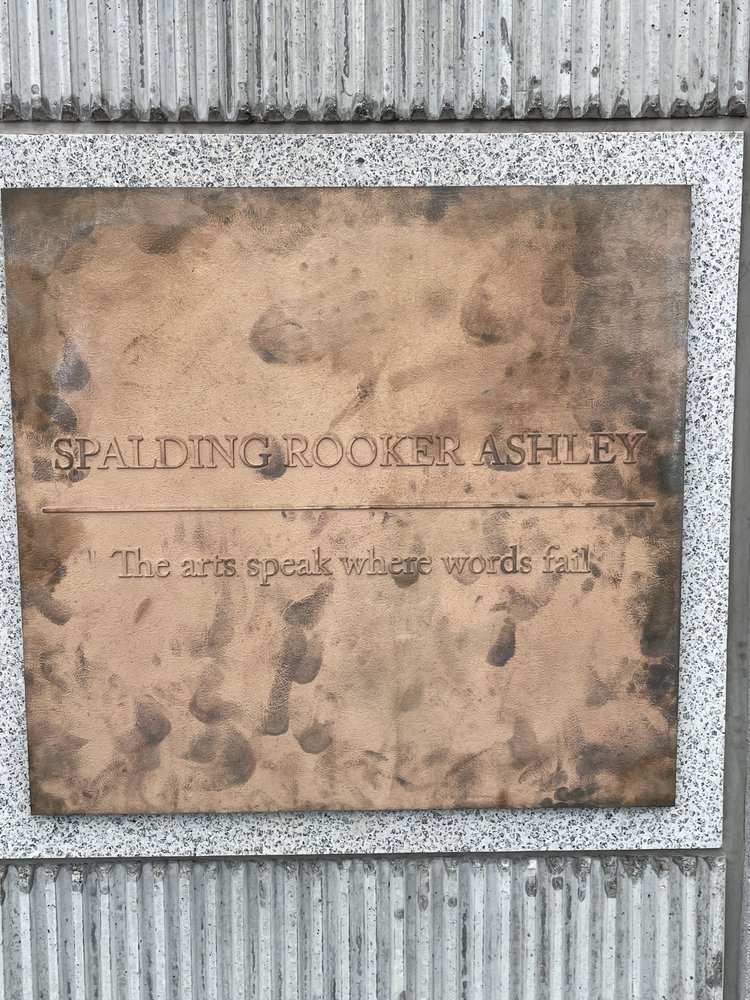 SPALDING ROOKER ASHLEY
The arts speak where words fail